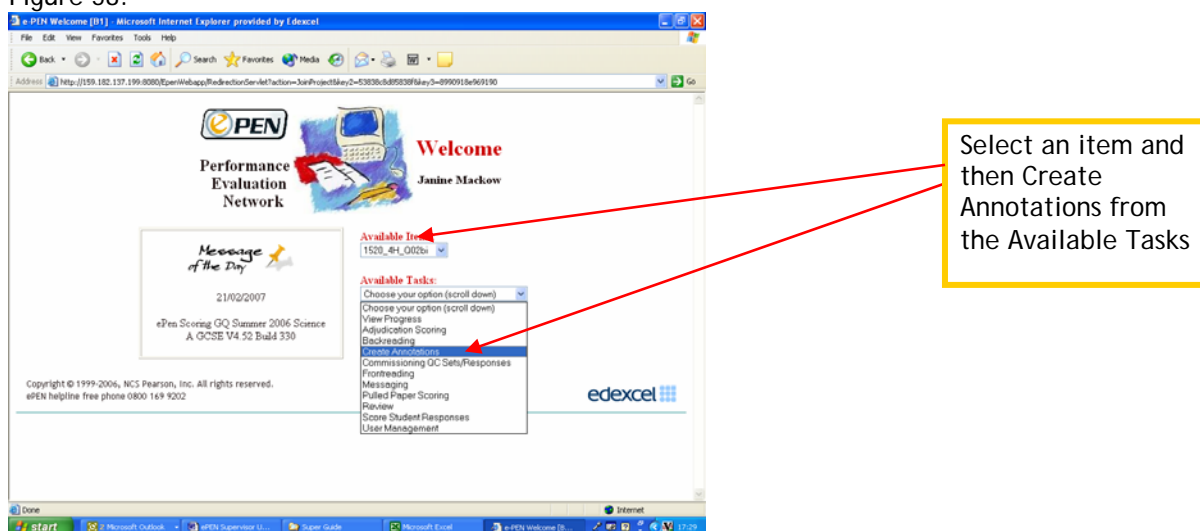 e-PEN Welcome [B1] - Microsoft Internet Explorer provided by Edexcel
File Edit View Favorites Tools Help
Back Search Favorites Media
Address http://159.182.137.199:8080/EpenWebapp/RedirectionServlet?action=JoinProject&key2=53838c8d85838f&key3=8990918e969190 Go
ePEN
Performance
Evaluation
Network
Welcome
Janine Mackow
Message
of the Day
21/02/2007
ePen Scoring GQ Summer 2006 Science
A GCSE V4.52 Build 330
Available
1520_4H_Q02bi
Available Tasks:
Choose your option (scroll down)
Choose your option (scroll down)
View Progress
Adjudication Scoring
Backreading
Create Annotations
Commissioning QC Sets/Responses
Frontreading
Messaging
Pulled Paper Scoring
Review
Score Student Responses
User Management
Copyright © 1999-2006, NCS Pearson, Inc. All rights reserved.
ePEN helpline free phone 0800 169 9202
edexcel
Done Internet
start 2 Microsoft Outlook ePEN Supervisor U... Super Guide Microsoft Excel e-PEN Welcome [B... 17:29
Select an item and
then Create
Annotations from
the Available Tasks